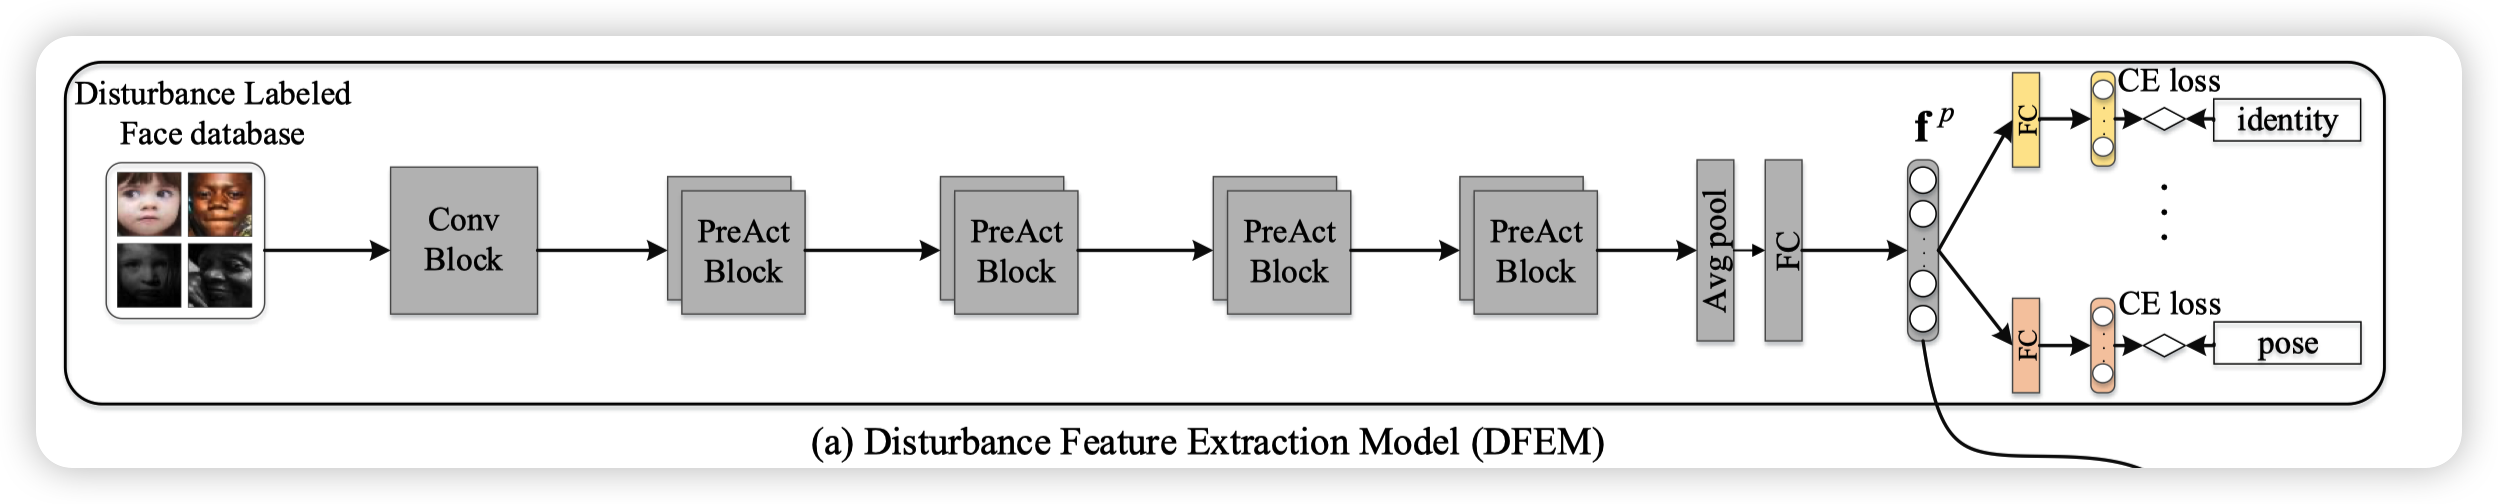 Disturbance Labeled
Face database
Conv
Block
PreAct
Block
PreAct
Block
PreAct
Block
PreAct
Block
Avg pool
FC
f p
FC
CE loss
identity
FC
CE loss
pose
(a) Disturbance Feature Extraction Model (DFEM)